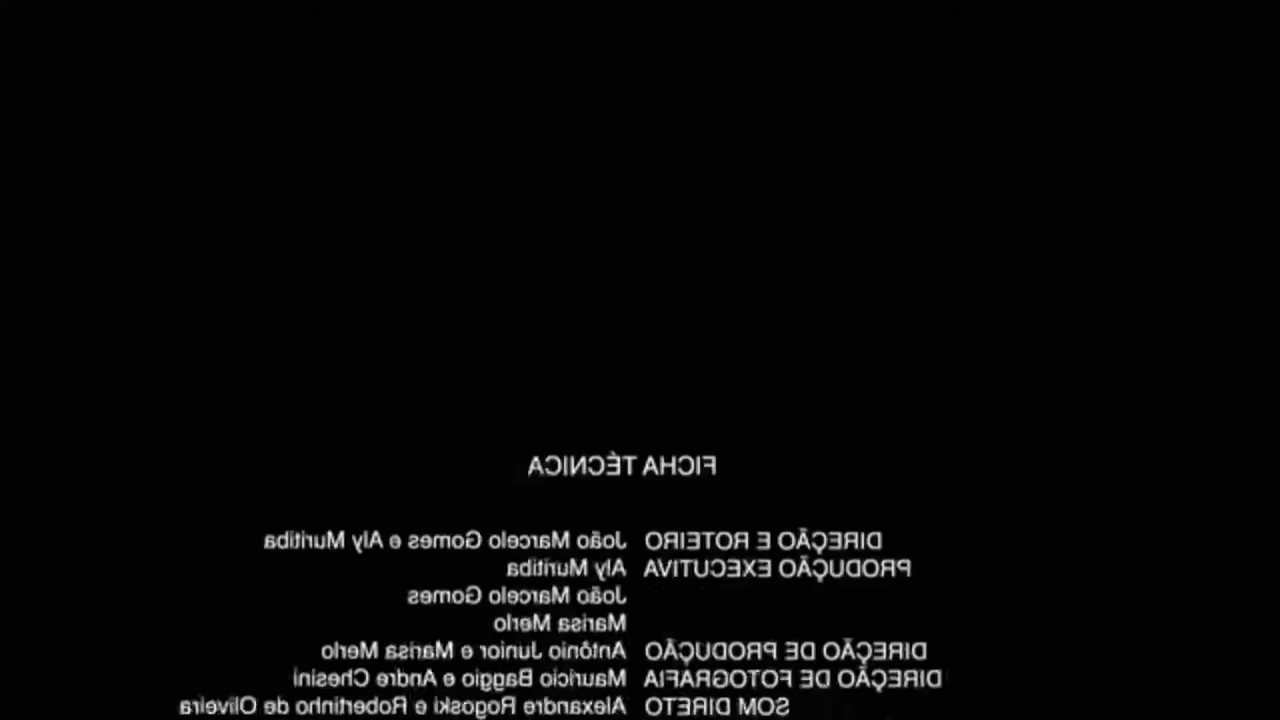 FICHA TÉCNICA
DIREÇÃO E ROTEIRO João Marcelo Gomes e Aly Muritiba
PRODUÇÃO EXECUTIVA Aly Muritiba
João Marcelo Gomes
Marisa Merlo
DIREÇÃO DE PRODUÇÃO Antônio Junior e Marisa Merlo
DIREÇÃO DE FOTOGRAFIA Mauricio Baggio e Andre Chesini
SOM DIRETO Alexandre Rogoski e Robertinho de Oliveira